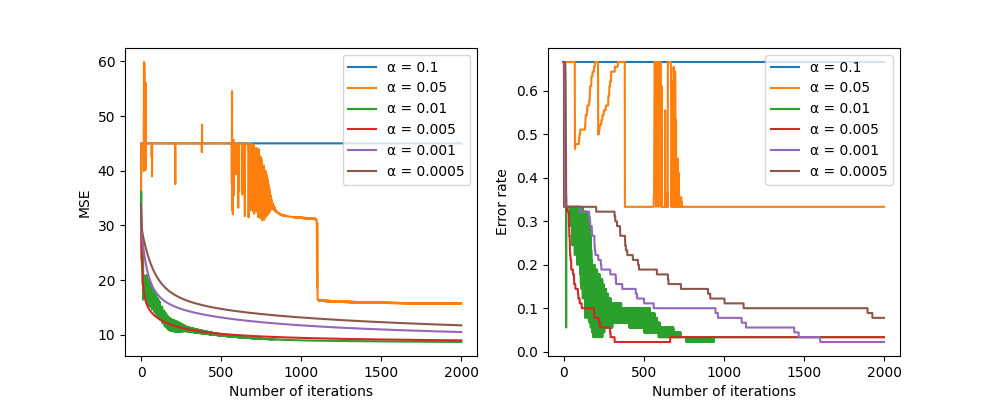 60
50
40
30
20
10
0
500
1000
1500
2000
MSE
Number of iterations
α = 0.1
α = 0.05
α = 0.01
α = 0.005
α = 0.001
α = 0.0005
0.6
0.5
0.4
0.3
0.2
0.1
0.0
0
500
1000
1500
2000
Error rate
Number of iterations
α = 0.1
α = 0.05
α = 0.01
α = 0.005
α = 0.001
α = 0.0005